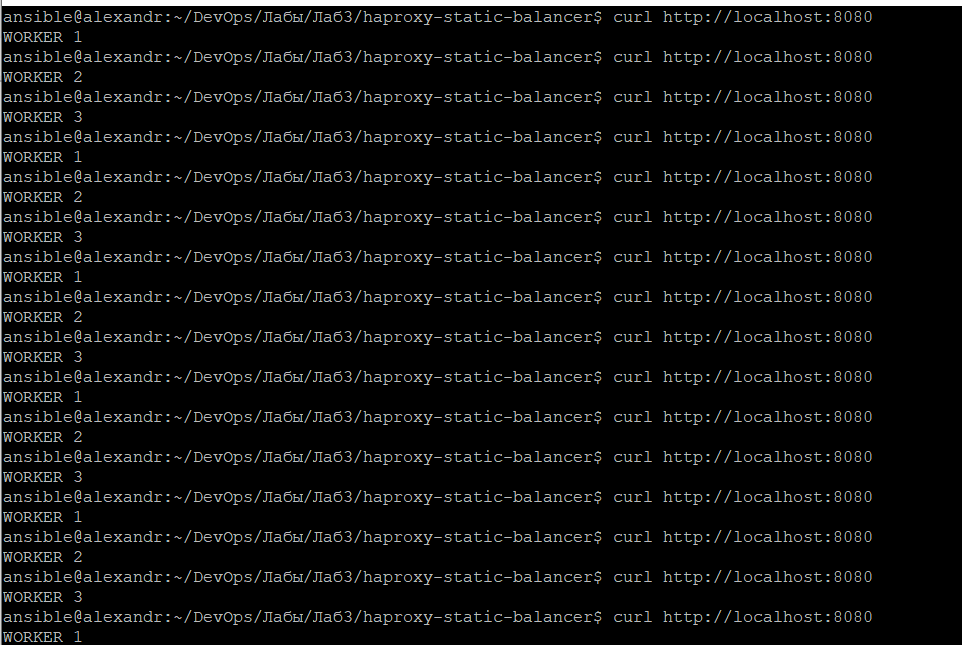 ansible@alexandr:~/DevOps/Лабы/Лаб3/haproxy-static-balancer$ curl http://localhost:8080
WORKER 1
ansible@alexandr:~/DevOps/Лабы/Лаб3/haproxy-static-balancer$ curl http://localhost:8080
WORKER 2
ansible@alexandr:~/DevOps/Лабы/Лаб3/haproxy-static-balancer$ curl http://localhost:8080
WORKER 3
ansible@alexandr:~/DevOps/Лабы/Лаб3/haproxy-static-balancer$ curl http://localhost:8080
WORKER 1
ansible@alexandr:~/DevOps/Лабы/Лаб3/haproxy-static-balancer$ curl http://localhost:8080
WORKER 2
ansible@alexandr:~/DevOps/Лабы/Лаб3/haproxy-static-balancer$ curl http://localhost:8080
WORKER 3
ansible@alexandr:~/DevOps/Лабы/Лаб3/haproxy-static-balancer$ curl http://localhost:8080
WORKER 1
ansible@alexandr:~/DevOps/Лабы/Лаб3/haproxy-static-balancer$ curl http://localhost:8080
WORKER 2
ansible@alexandr:~/DevOps/Лабы/Лаб3/haproxy-static-balancer$ curl http://localhost:8080
WORKER 3
ansible@alexandr:~/DevOps/Лабы/Лаб3/haproxy-static-balancer$ curl http://localhost:8080
WORKER 1
ansible@alexandr:~/DevOps/Лабы/Лаб3/haproxy-static-balancer$ curl http://localhost:8080
WORKER 2
ansible@alexandr:~/DevOps/Лабы/Лаб3/haproxy-static-balancer$ curl http://localhost:8080
WORKER 3
ansible@alexandr:~/DevOps/Лабы/Лаб3/haproxy-static-balancer$ curl http://localhost:8080
WORKER 1
ansible@alexandr:~/DevOps/Лабы/Лаб3/haproxy-static-balancer$ curl http://localhost:8080
WORKER 2
ansible@alexandr:~/DevOps/Лабы/Лаб3/haproxy-static-balancer$ curl http://localhost:8080
WORKER 3
ansible@alexandr:~/DevOps/Лабы/Лаб3/haproxy-static-balancer$ curl http://localhost:8080
WORKER 1